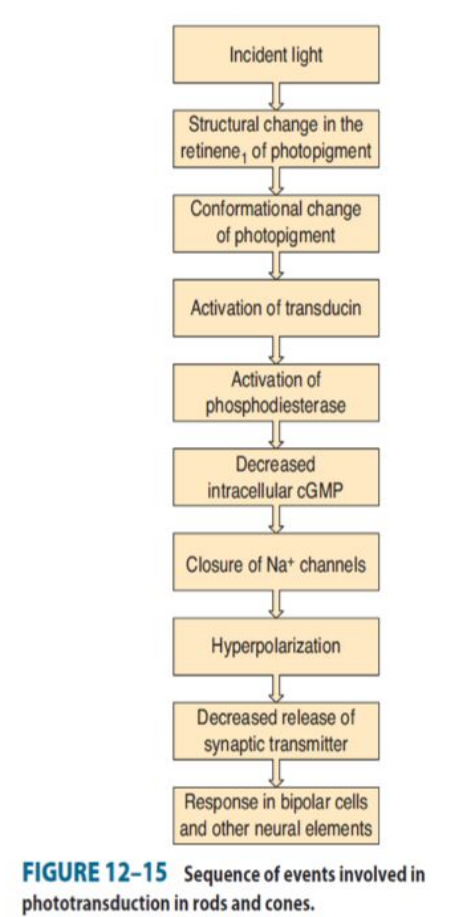 Incident light
Structural change in the
retinene₁ of photopigment
Conformational change
of photopigment
Activation of transducin
Activation of
phosphodiesterase
Decreased
intracellular cGMP
Closure of Na⁺ channels
Hyperpolarization
Decreased release of
synaptic transmitter
Response in bipolar cells
and other neural elements
FIGURE 12–15 Sequence of events involved in
phototransduction in rods and cones.